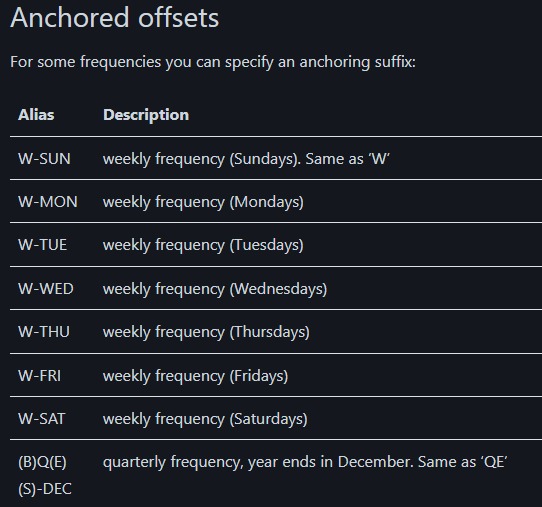 Anchored offsets
For some frequencies you can specify an anchoring suffix:
Alias Description
W-SUN weekly frequency (Sundays). Same as ‘W’
W-MON weekly frequency (Mondays)
W-TUE weekly frequency (Tuesdays)
W-WED weekly frequency (Wednesdays)
W-THU weekly frequency (Thursdays)
W-FRI weekly frequency (Fridays)
W-SAT weekly frequency (Saturdays)
(B)Q(E) quarterly frequency, year ends in December. Same as ‘QE’
(S)-DEC